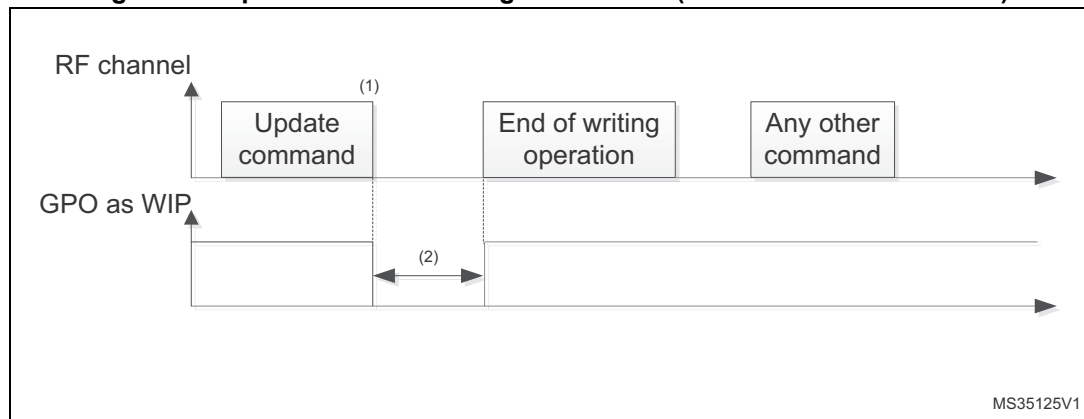 RF channel
(1)
Update
command
End of writing
operation
Any other
command
GPO as WIP
(2)
MS35125V1